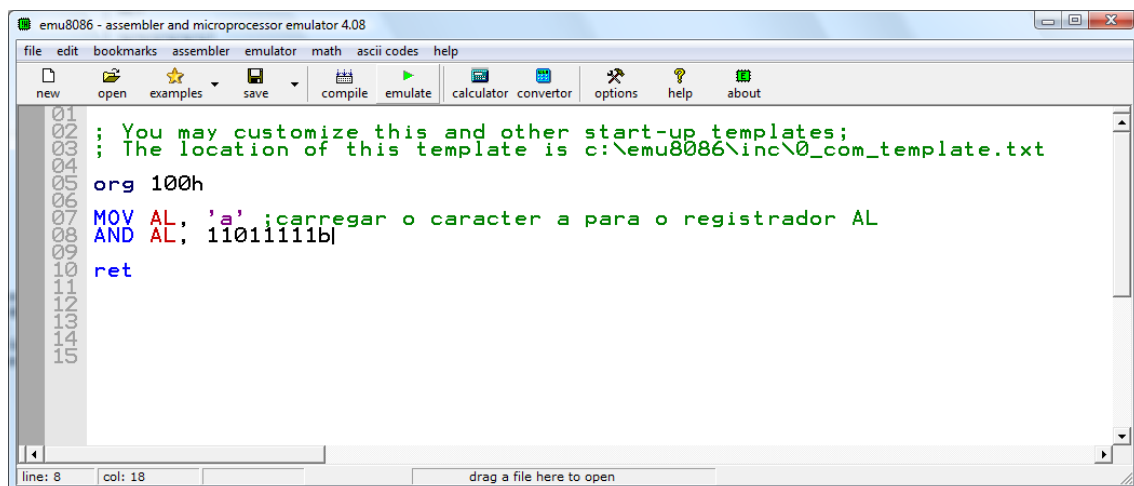 emu8086 - assembler and microprocessor emulator 4.08
file edit bookmarks assembler emulator math ascii codes help
new open examples save compile emulate calculator convertor options help about
01
02 ; You may customize this and other start-up templates;
03 ; The location of this template is c:\emu8086\inc\0_com_template.txt
04
05 org 100h
06
07 MOV AL, 'a' ;carregar o caracter a para o registrador AL
08 AND AL, 11011111b
09
10 ret
11
12
13
14
15
line: 8 col: 18 drag a file here to open